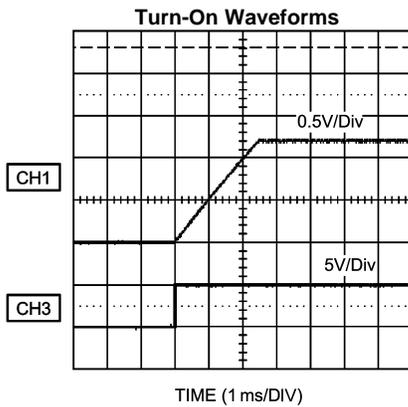 Turn-On Waveforms
0.5V/Div
CH1
5V/Div
CH3
TIME (1 ms/DIV)